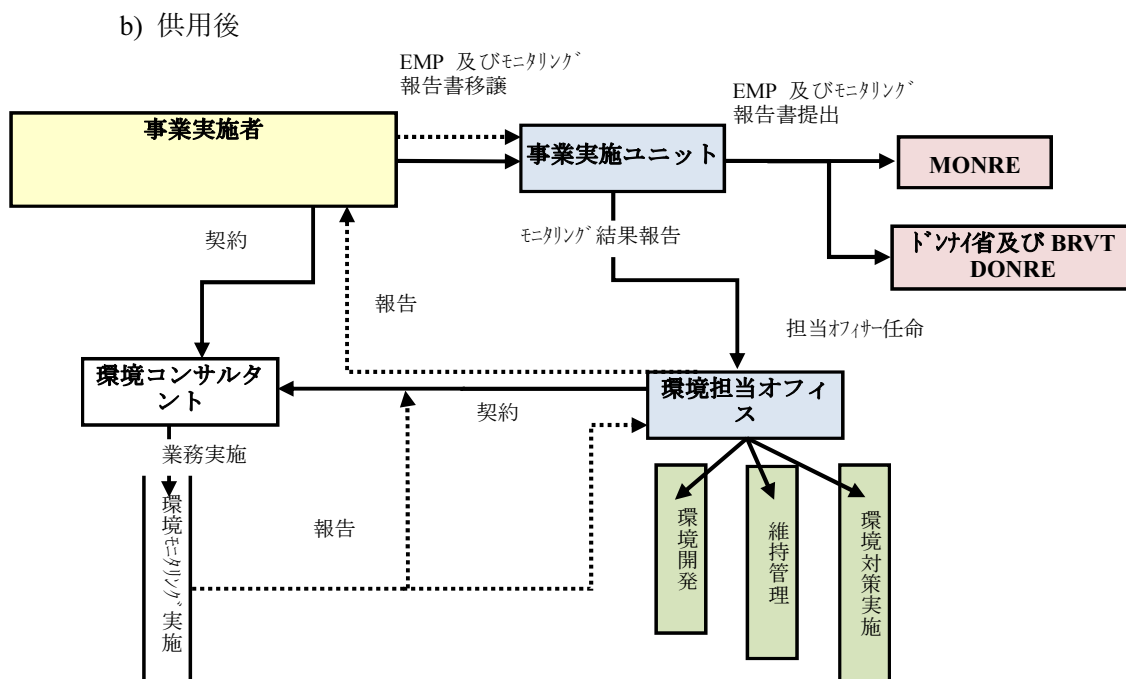 b) 供用後
EMP 及びﾓﾆﾀﾘﾝｸﾞ
報告書移譲
EMP 及びﾓﾆﾀﾘﾝｸﾞ
報告書提出
事業実施者
事業実施ユニット
MONRE
ﾄﾞﾝﾅｲ省及び BRVT
DONRE
契約
ﾓﾆﾀﾘﾝｸﾞ結果報告
報告
担当ｵﾌｨｻｰ任命
環境コンサルタ
ント
契約
環境担当オフィ
ス
業務実施
環境ﾓﾆﾀﾘﾝｸﾞ実施
報告
環境開発
維持管理
環境対策実施